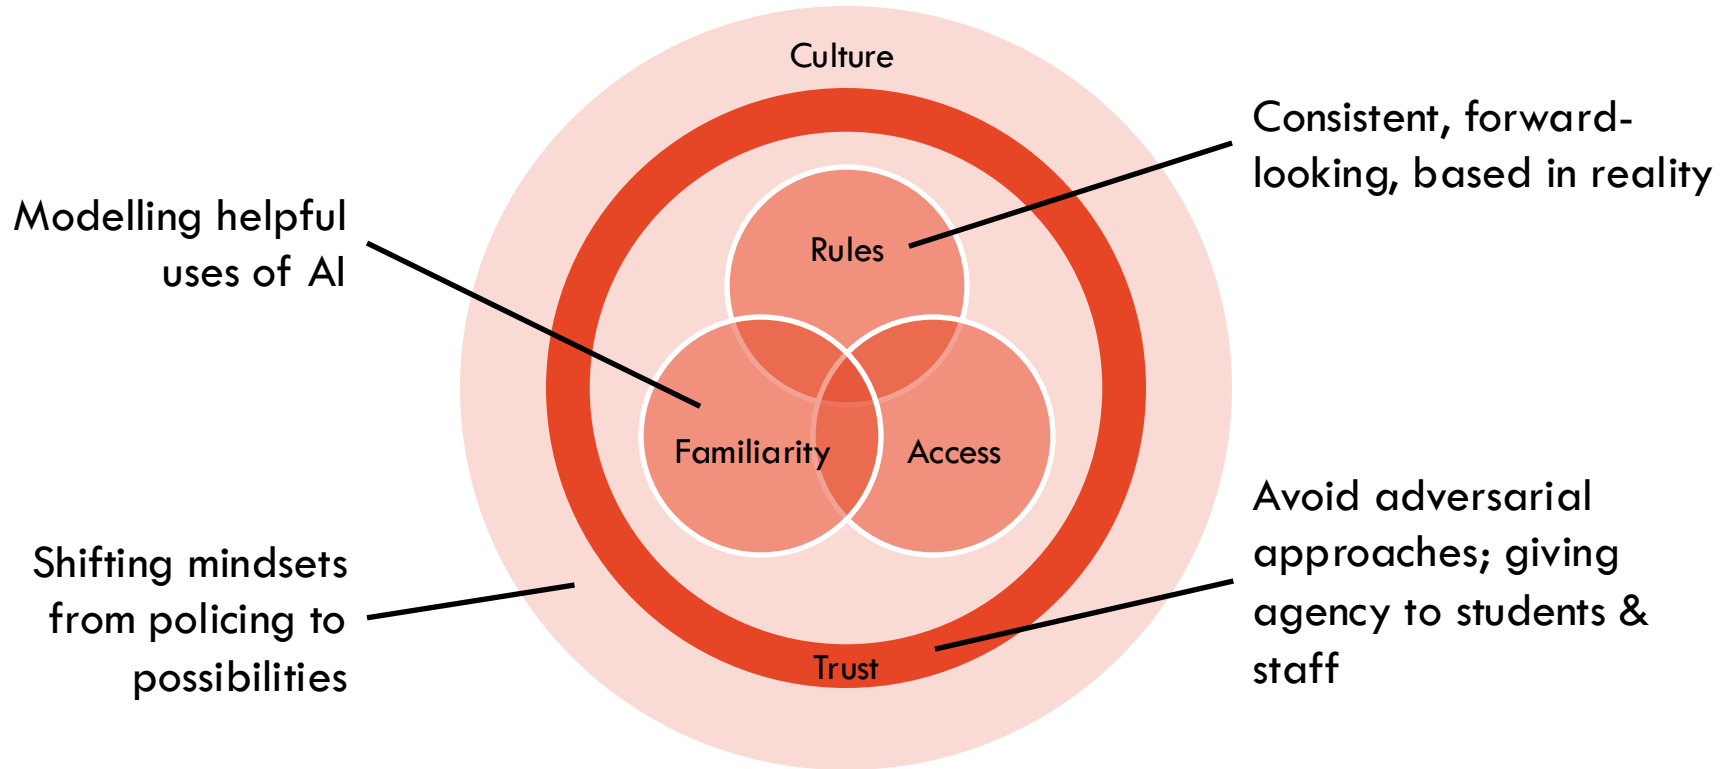 Culture
Consistent, forward-
looking, based in reality
Modelling helpful
uses of AI
Rules
Familiarity
Access
Avoid adversarial
approaches; giving
agency to students &
staff
Shifting mindsets
from policing to
possibilities
Trust